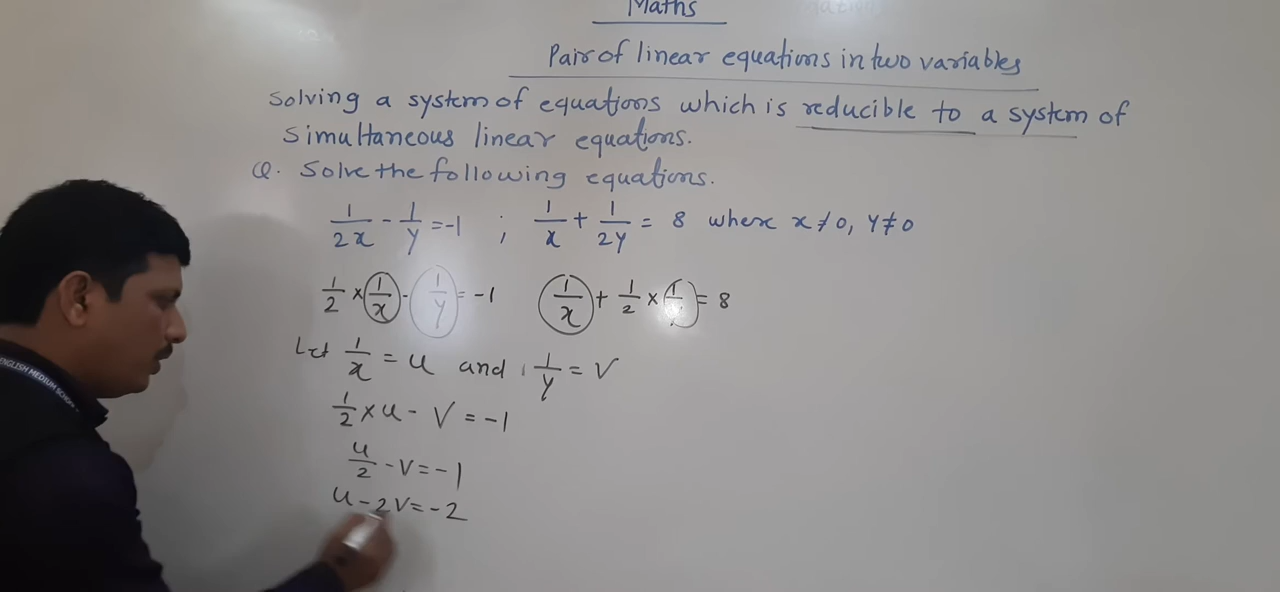 Maths
Pair of linear equations in two variables
Solving a system of equations which is reducible to a system of
simultaneous linear equations.
Q. Solve the following equations.
1/2x - 1/y = -1 ; 1/x + 1/2y = 8 where x ≠ 0, y ≠ 0
1/2 × 1/x - 1/y = -1 1/x + 1/2 × 1/ = 8
Let 1/x = u and 1/y = v
1/2 × u - v = -1
u/2 - v = -1
u - 2v = -2
ENGLISH MEDIUM